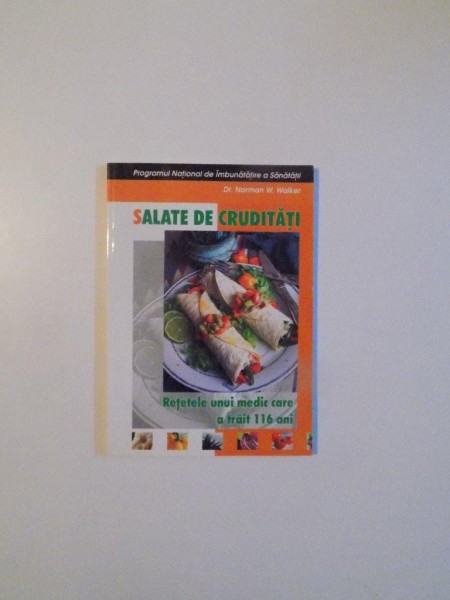 Programul Național de Îmbunătățire a Sănătății
Dr. Norman W. Walker
SALATE DE CRUDITĂȚI
Rețetele unui medic care
a trăit 116 ani